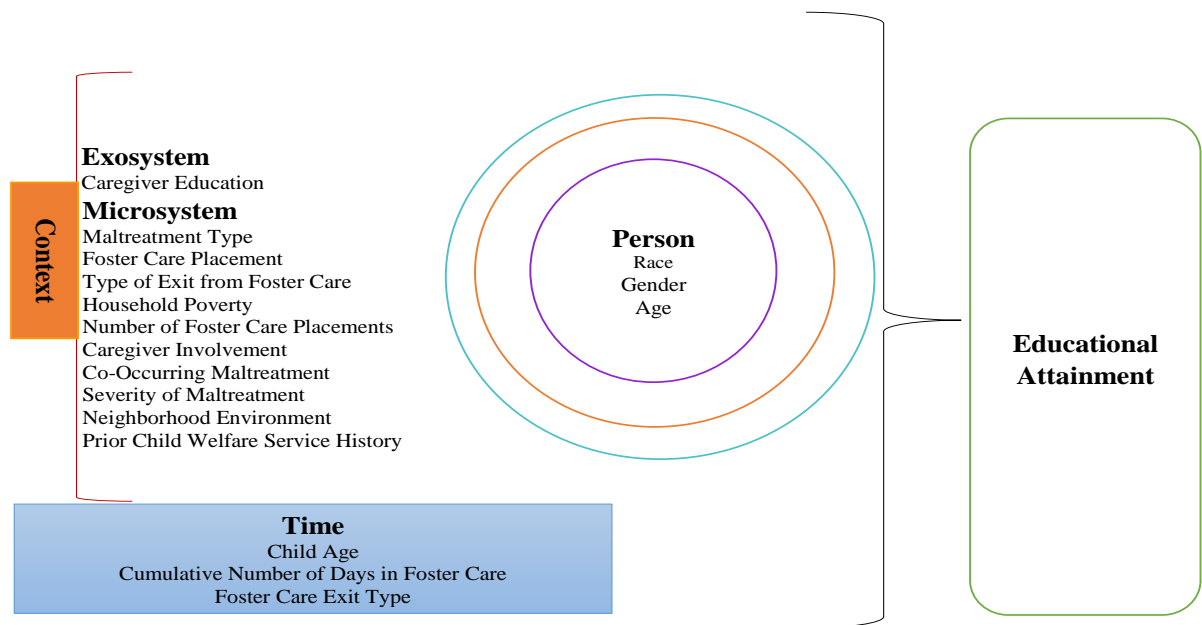 Context
Exosystem
Caregiver Education
Microsystem
Maltreatment Type
Foster Care Placement
Type of Exit from Foster Care
Household Poverty
Number of Foster Care Placements
Caregiver Involvement
Co-Occurring Maltreatment
Severity of Maltreatment
Neighborhood Environment
Prior Child Welfare Service History
Person
Race
Gender
Age
Educational
Attainment
Time
Child Age
Cumulative Number of Days in Foster Care
Foster Care Exit Type